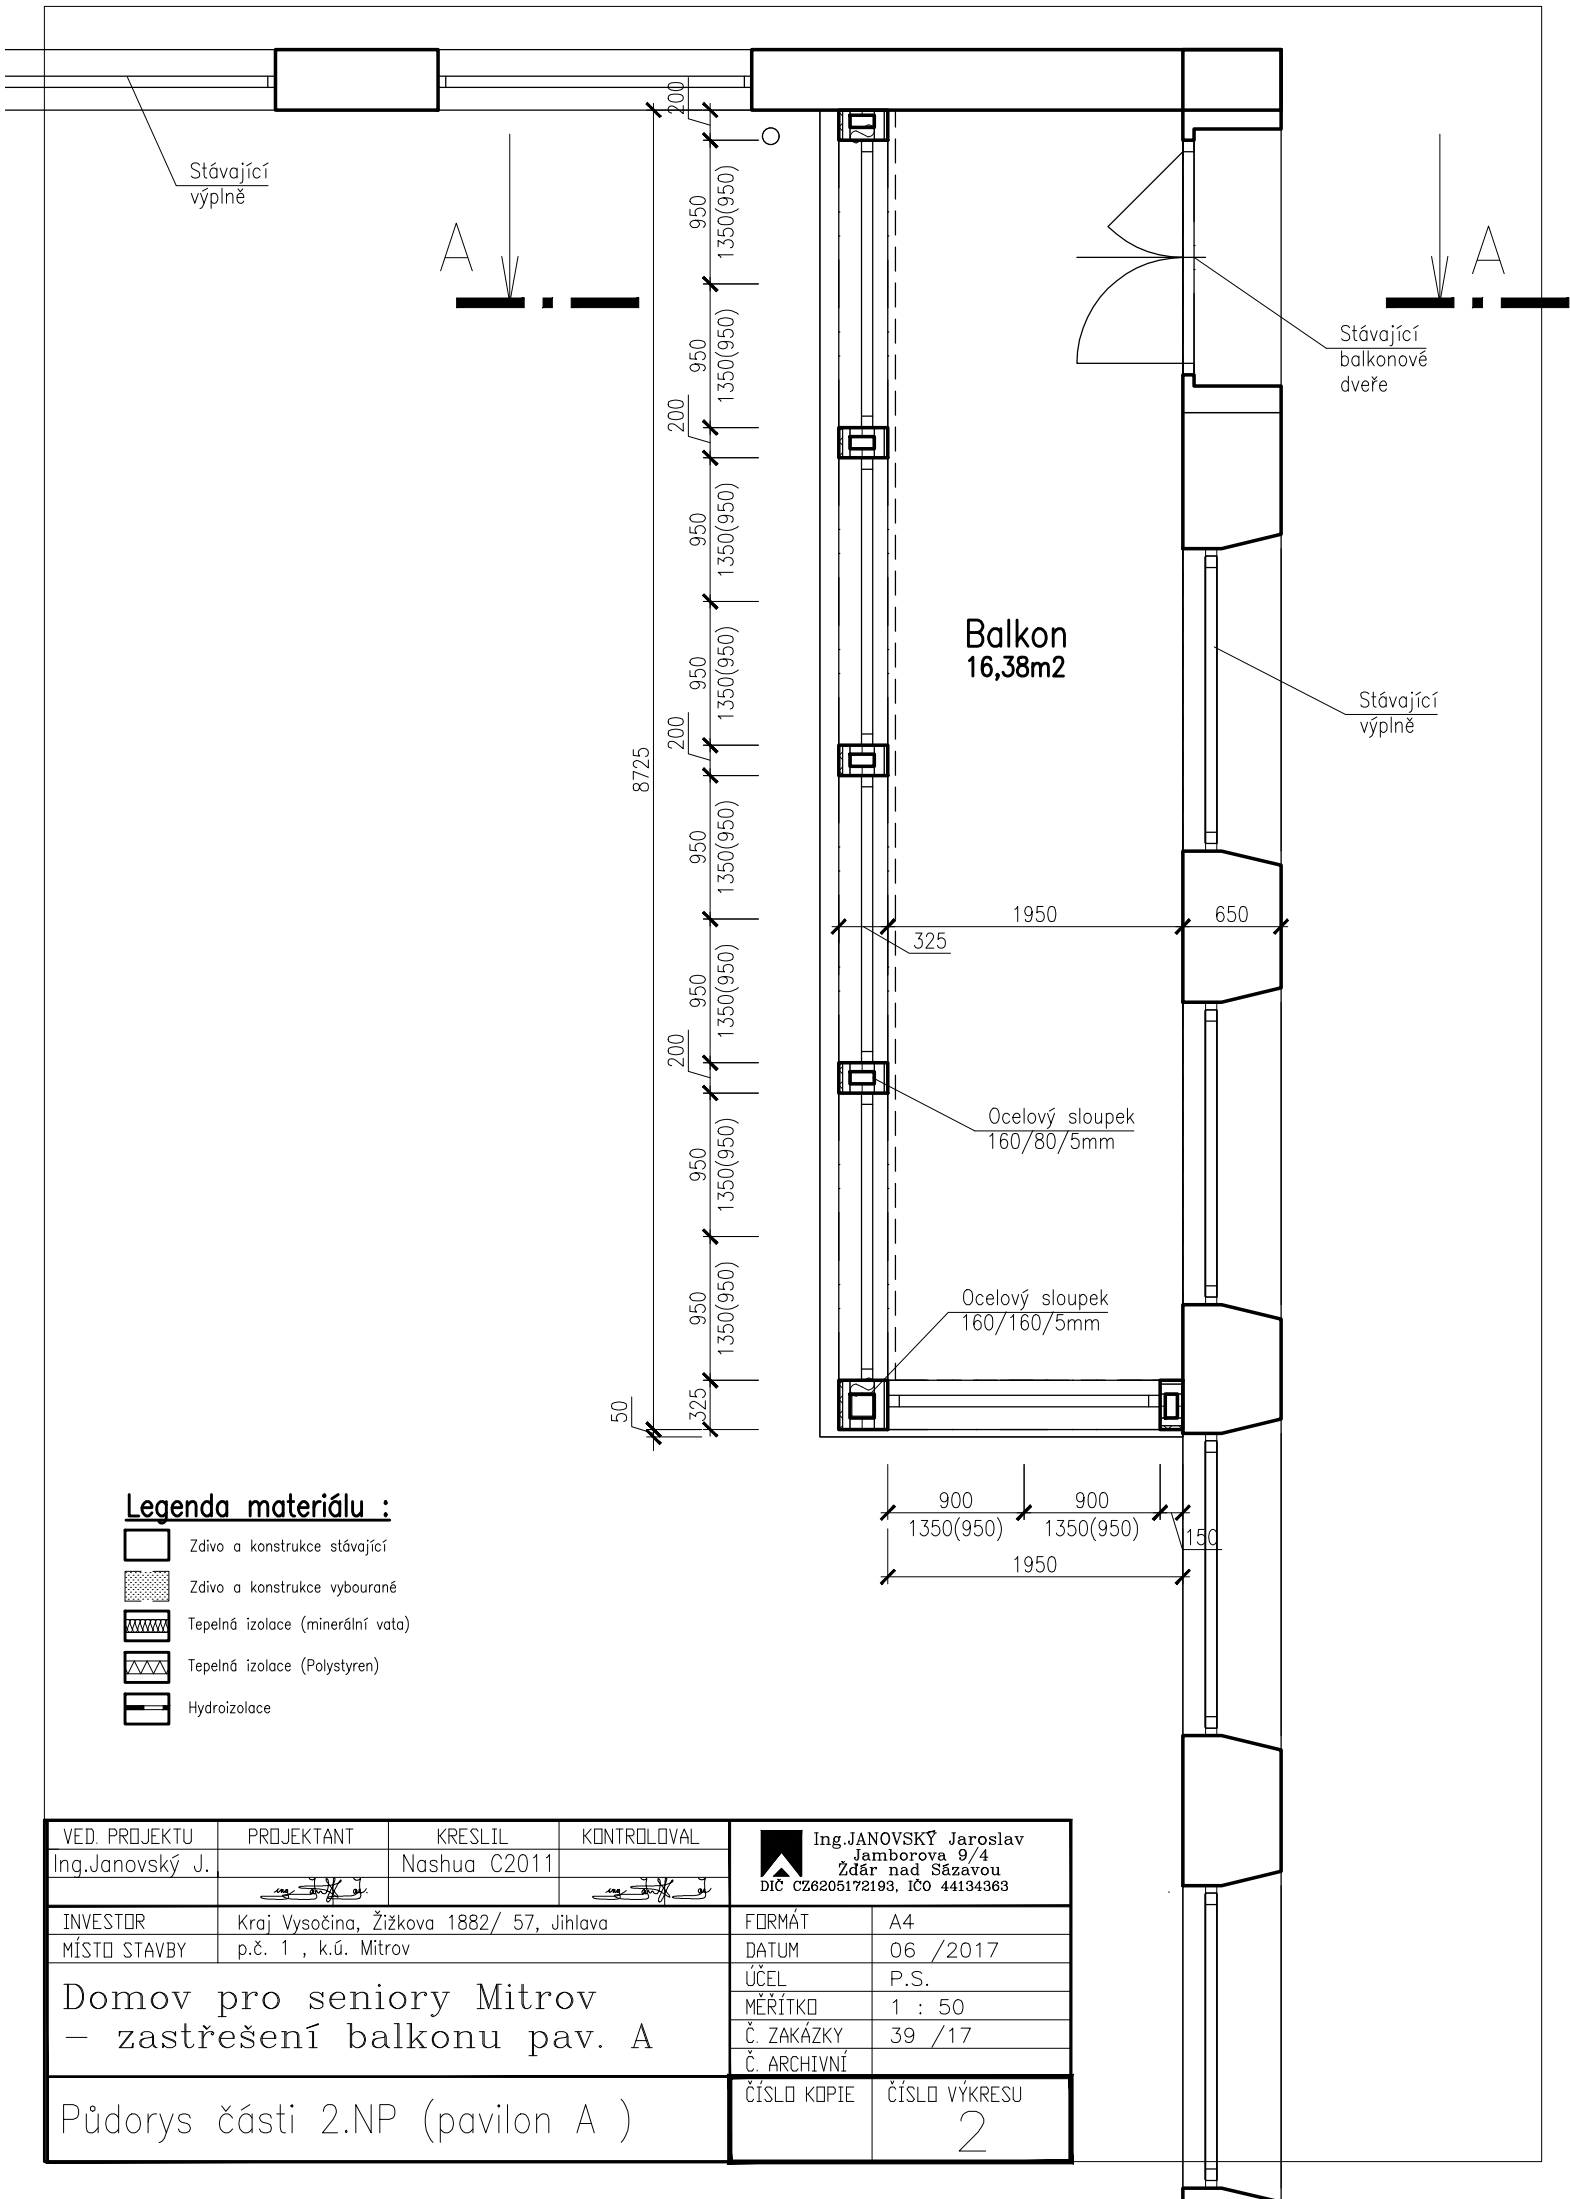 200
Stávající
výplně
950
1350(950)
A
A
950
1350(950)
Stávající
balkonové
dveře
200
950
1350(950)
Balkon
16,38m2
950
1350(950)
Stávající
výplně
200
8725
950
1350(950)
1950
650
325
950
1350(950)
200
Ocelový sloupek
160/80/5mm
950
1350(950)
Ocelový sloupek
160/160/5mm
950
1350(950)
50
325
900
900
1350(950)
1350(950)
150
1950
Legenda materiálu :
Zdivo a konstrukce stávající
Zdivo a konstrukce vybourané
Tepelná izolace (minerální vata)
Tepelná izolace (Polystyren)
Hydroizolace
VED. PROJEKTU PROJEKTANT KRESLIL KONTROLOVAL
Ing.Janovský J. Nashua C2011
Ing.JANOVSKÝ Jaroslav
Jamborova 9/4
Žďár nad Sázavou
DIČ CZ6205172193, IČO 44134363
INVESTOR Kraj Vysočina, Žižkova 1882/ 57, Jihlava
MÍSTO STAVBY p.č. 1 , k.ú. Mitrov
FORMÁT A4
DATUM 06 /2017
ÚČEL P.S.
MĚŘÍTKO 1 : 50
Č. ZAKÁZKY 39 /17
Č. ARCHIVNÍ
Domov pro seniory Mitrov
– zastřešení balkonu pav. A
Půdorys části 2.NP (pavilon A )
ČÍSLO KOPIE ČÍSLO VÝKRESU
2